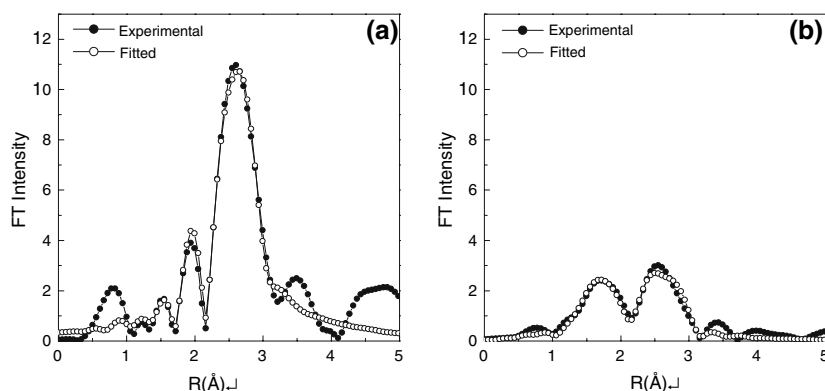 (a)
Experimental
Fitted
12
10
8
6
4
2
0
FT Intensity
0 1 2 3 4 5
R(Å)↵
(b)
Experimental
Fitted
12
10
8
6
4
2
0
FT Intensity
0 1 2 3 4 5
R(Å)↵